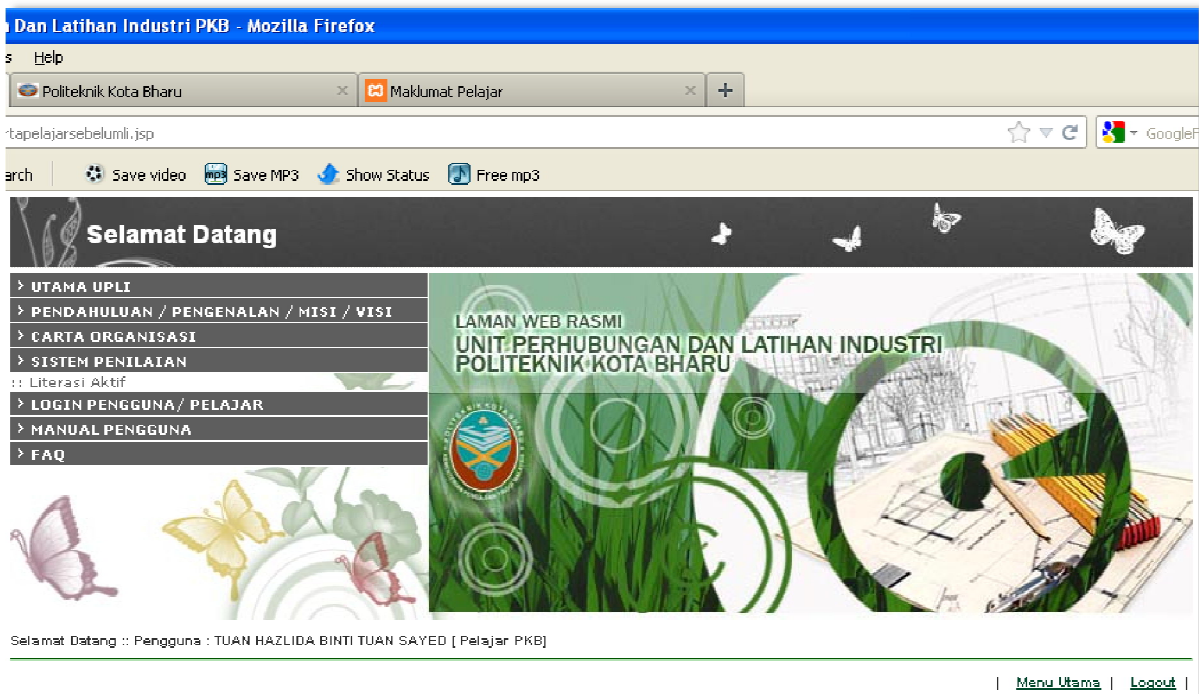 Dan Latihan Industri PKB - Mozilla Firefox
s Help
Politeknik Kota Bharu × Maklumat Pelajar × +
rtapelajarsebelumli.jsp GoogleF
arch Save video mp3 Save MP3 Show Status Free mp3
Selamat Datang
> UTAMA UPLI
> PENDAHULUAN / PENGENALAN / MISI / VISI
> CARTA ORGANISASI
> SISTEM PENILAIAN
:: Literasi Aktif
> LOGIN PENGGUNA/ PELAJAR
> MANUAL PENGGUNA
> FAQ
LAMAN WEB RASMI
UNIT PERHUBUNGAN DAN LATIHAN INDUSTRI
POLITEKNIK KOTA BHARU
Selamat Datang :: Pengguna : TUAN HAZLIDA BINTI TUAN SAYED [ Pelajar PKB]
| Menu Utama | Logout |